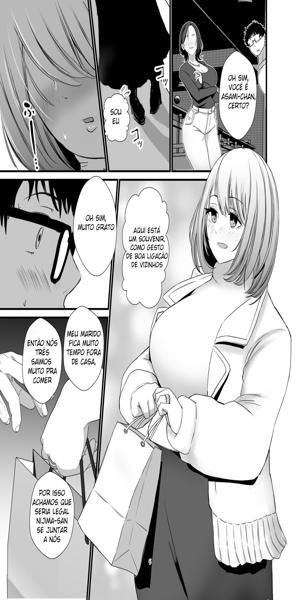 OH SIM,
VOCÊ É
ASAMI-CHAN,
CERTO?
SOU
EU
AQUI ESTÁ
UM SOUVENIR,
COMO GESTO
DE BOA LIGAÇÃO
DE VIZINHOS
OH SIM,
MUITO GRATO
MEU MARIDO
FICA MUITO
TEMPO FORA
DE CASA,
ENTÃO NÓS
TRÊS
SAIMOS
MUITO PRA
COMER
POR ISSO
ACHAMOS QUE
SERIA LEGAL
NIJIMA-SAN
SE JUNTAR A
NÓS